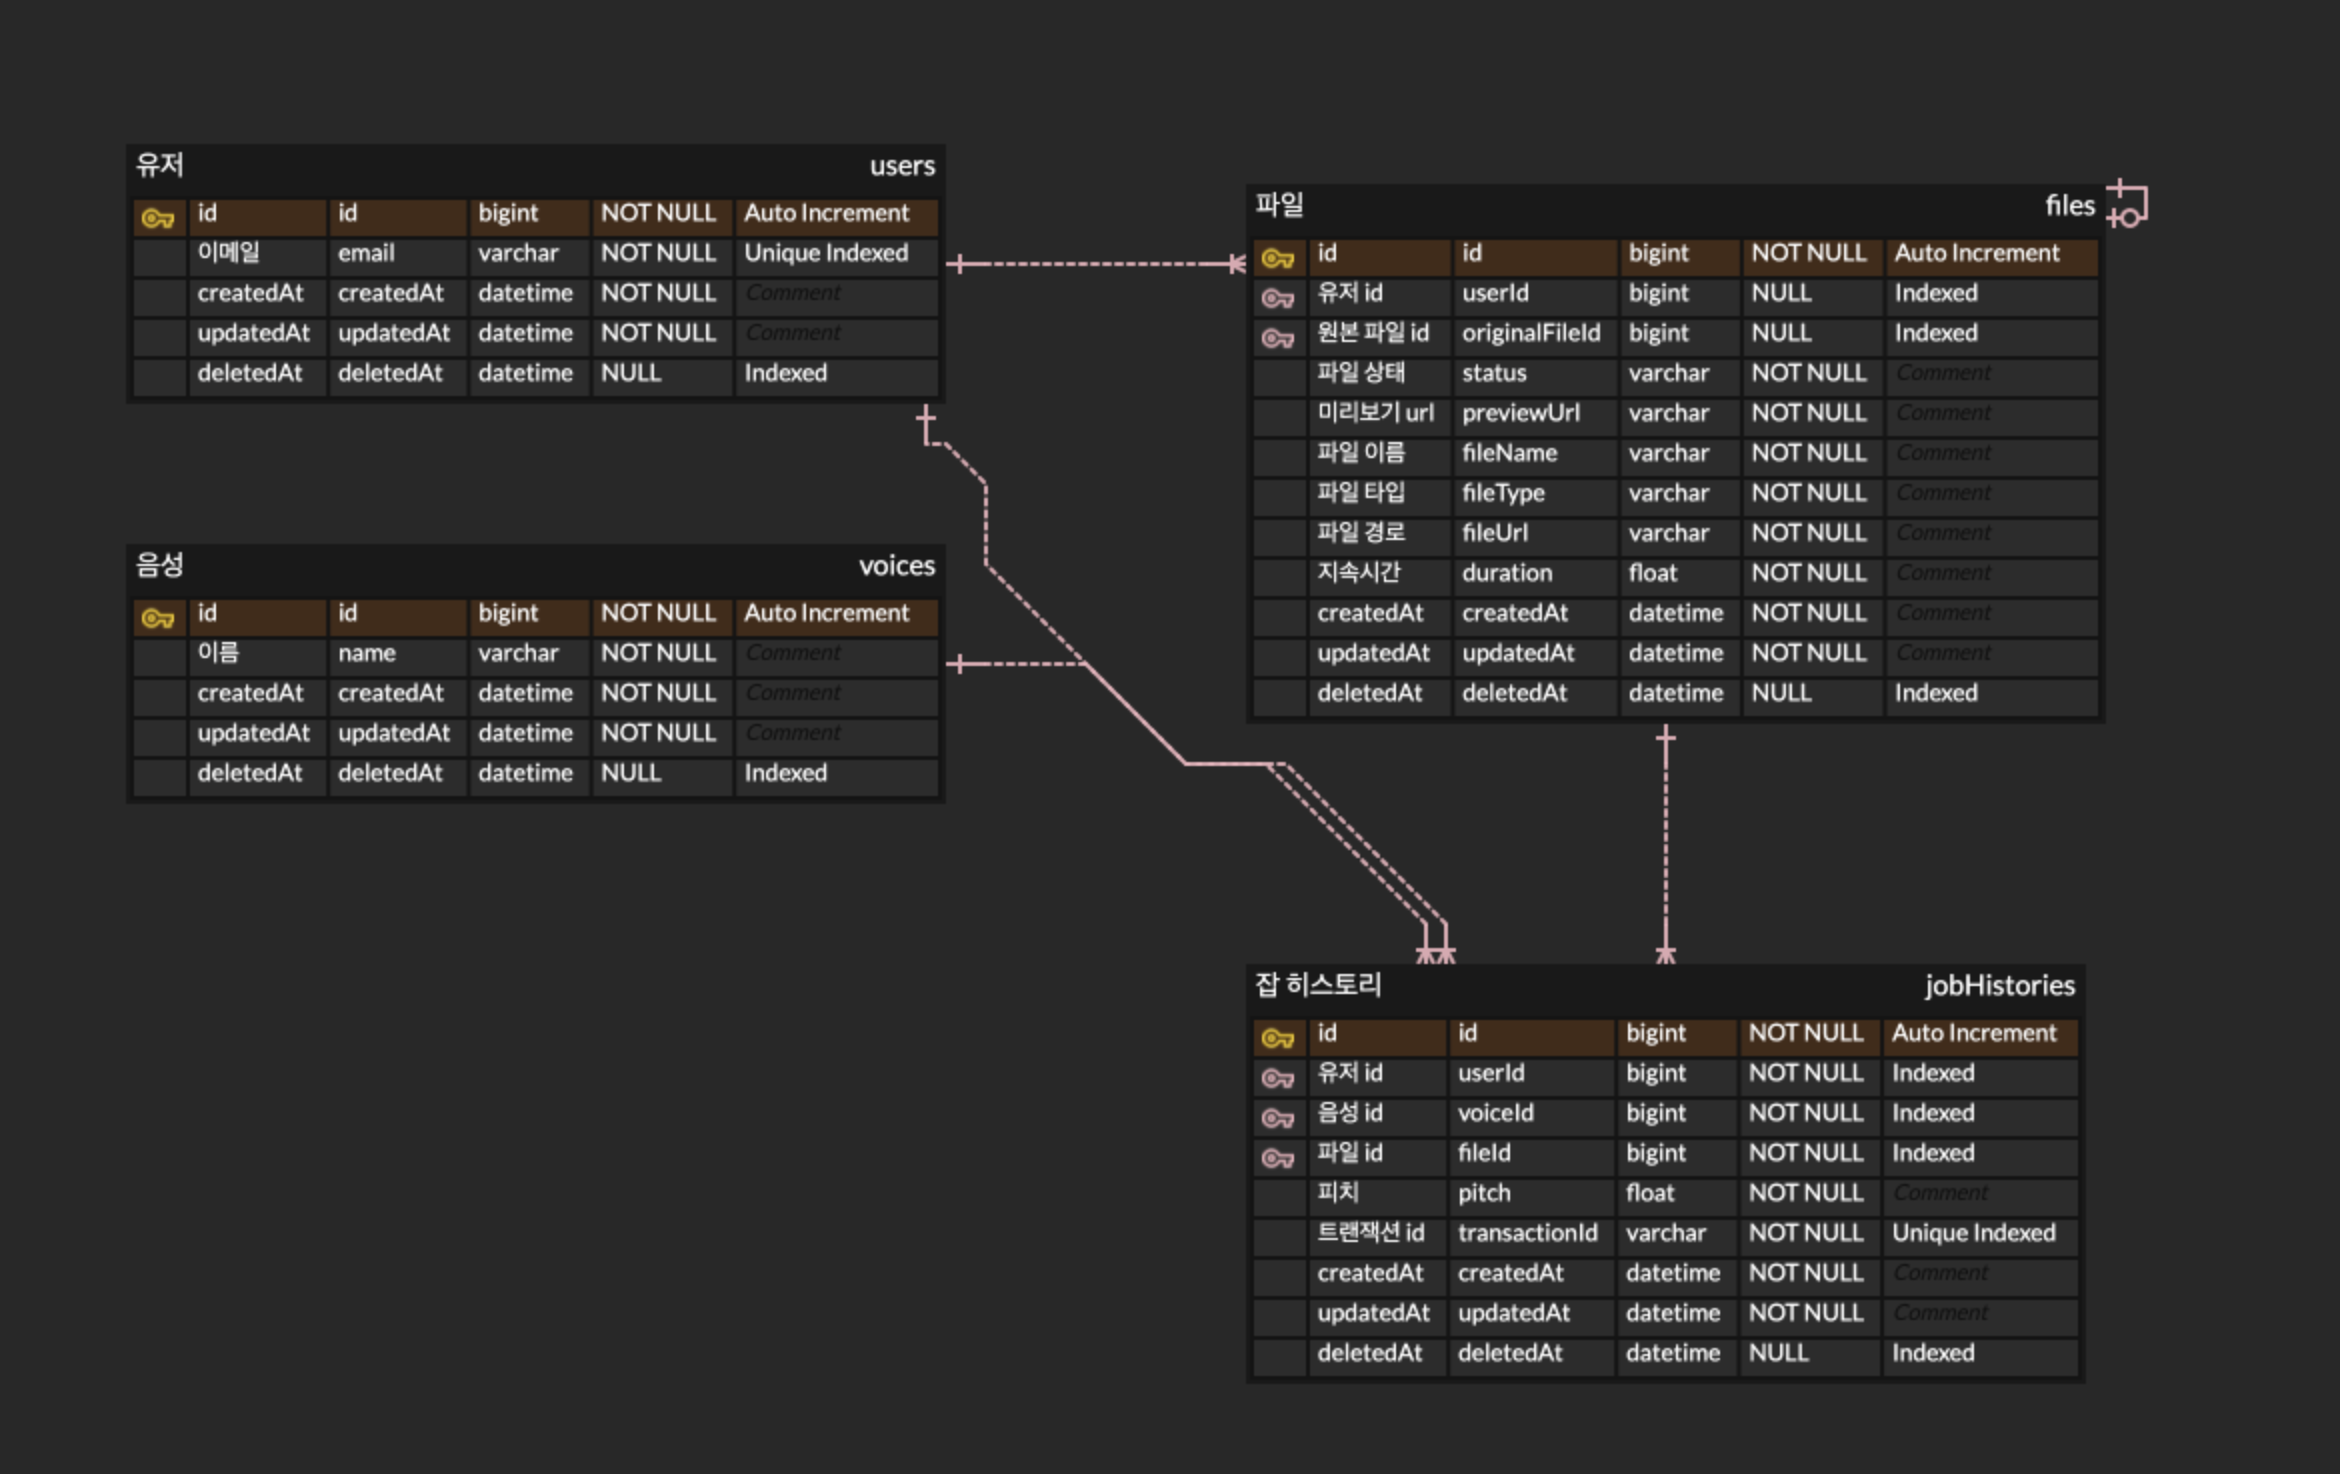 유저 users
id id bigint NOT NULL Auto Increment
이메일 email varchar NOT NULL Unique Indexed
createdAt createdAt datetime NOT NULL Comment
updatedAt updatedAt datetime NOT NULL Comment
deletedAt deletedAt datetime NULL Indexed
파일 files
id id bigint NOT NULL Auto Increment
유저 id userId bigint NULL Indexed
원본 파일 id originalFileId bigint NULL Indexed
파일 상태 status varchar NOT NULL Comment
미리보기 url previewUrl varchar NOT NULL Comment
파일 이름 fileName varchar NOT NULL Comment
파일 타입 fileType varchar NOT NULL Comment
파일 경로 fileUrl varchar NOT NULL Comment
지속시간 duration float NOT NULL Comment
createdAt createdAt datetime NOT NULL Comment
updatedAt updatedAt datetime NOT NULL Comment
deletedAt deletedAt datetime NULL Indexed
음성 voices
id id bigint NOT NULL Auto Increment
이름 name varchar NOT NULL Comment
createdAt createdAt datetime NOT NULL Comment
updatedAt updatedAt datetime NOT NULL Comment
deletedAt deletedAt datetime NULL Indexed
잡 히스토리 jobHistories
id id bigint NOT NULL Auto Increment
유저 id userId bigint NOT NULL Indexed
음성 id voiceId bigint NOT NULL Indexed
파일 id fileId bigint NOT NULL Indexed
피치 pitch float NOT NULL Comment
트랜잭션 id transactionId varchar NOT NULL Unique Indexed
createdAt createdAt datetime NOT NULL Comment
updatedAt updatedAt datetime NOT NULL Comment
deletedAt deletedAt datetime NULL Indexed